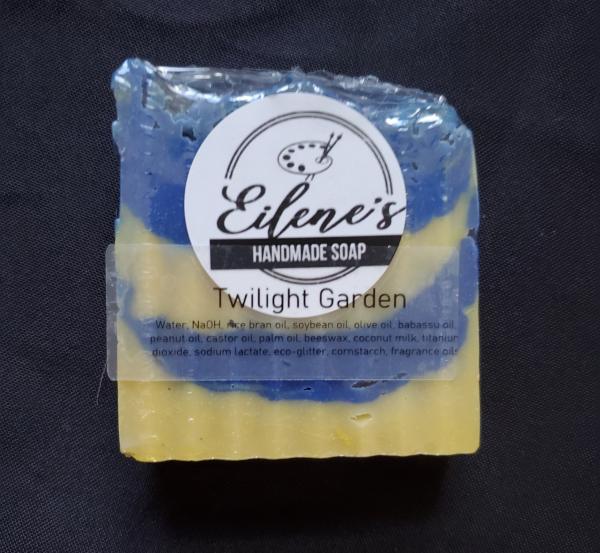 Eilene's
HANDMADE SOAP
Twilight Garden
Water, NaOH, rice bran oil, soybean oil, olive oil, babassu oil,
peanut oil, castor oil, palm oil, beeswax, coconut milk, titanium
dioxide, sodium lactate, eco-glitter, cornstarch, fragrance oils